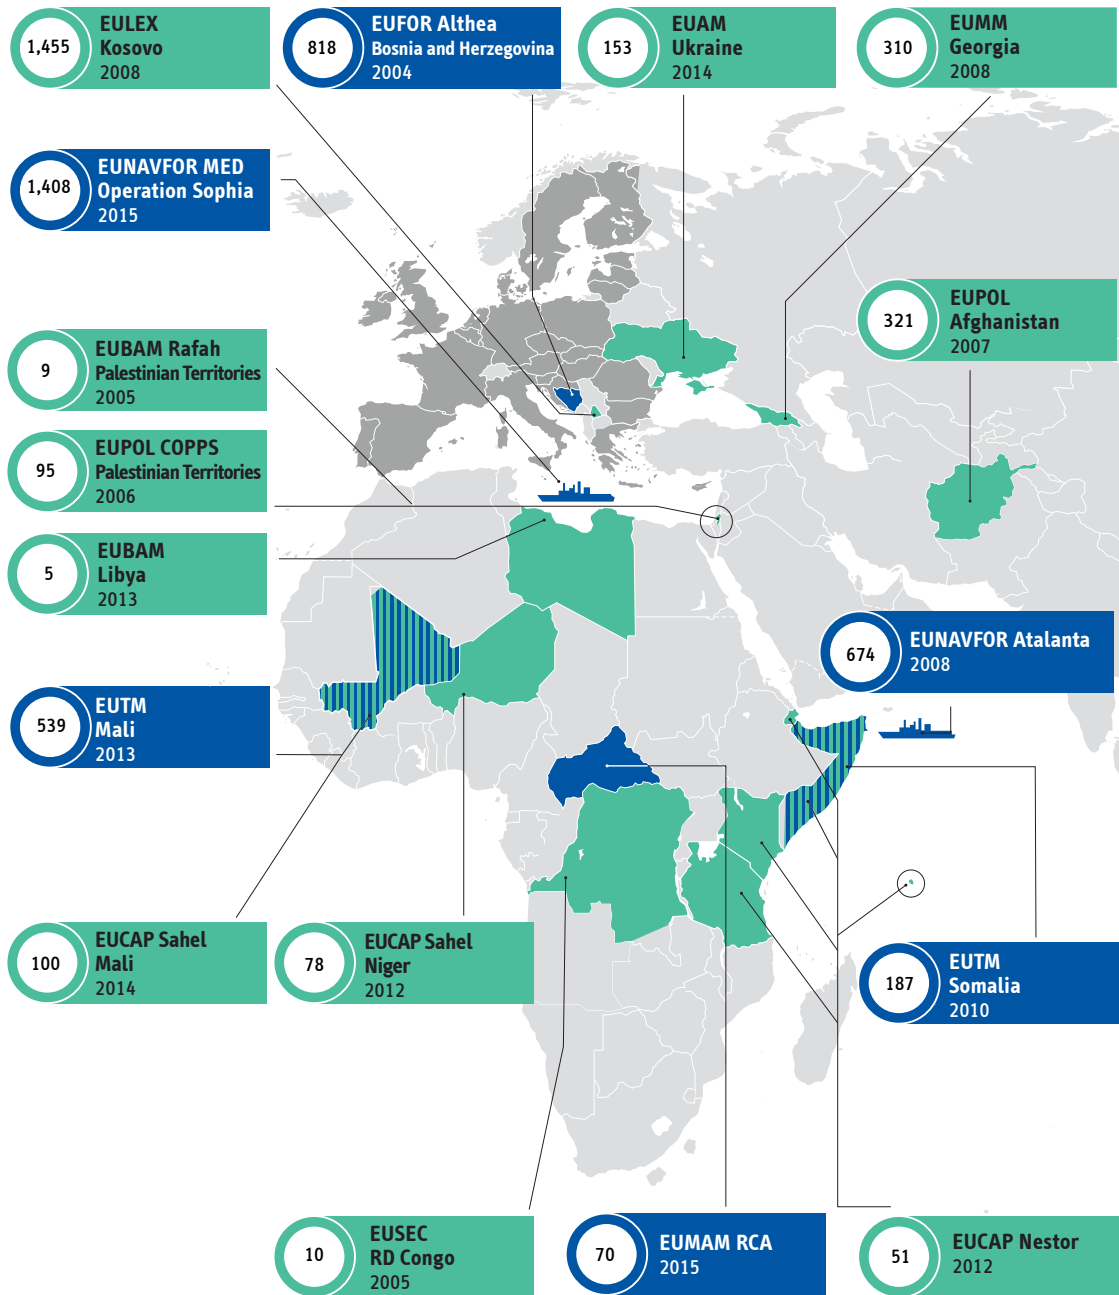 1,455
EULEX
Kosovo
2008
818
EUFOR Althea
Bosnia and Herzegovina
2004
153
EUAM
Ukraine
2014
310
EUMM
Georgia
2008
1,408
EUNAVFOR MED
Operation Sophia
2015
321
EUPOL
Afghanistan
2007
9
EUBAM Rafah
Palestinian Territories
2005
95
EUPOL COPPS
Palestinian Territories
2006
5
EUBAM
Libya
2013
674
EUNAVFOR Atalanta
2008
539
EUTM
Mali
2013
100
EUCAP Sahel
Mali
2014
78
EUCAP Sahel
Niger
2012
187
EUTM
Somalia
2010
10
EUSEC
RD Congo
2005
70
EUMAM RCA
2015
51
EUCAP Nestor
2012